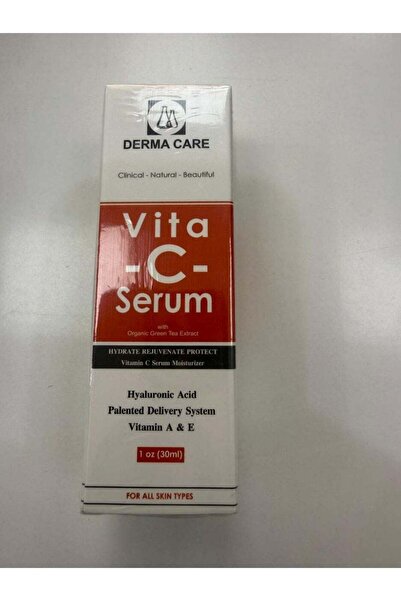 DERMA CARE
Clinical - Natural - Beautiful
Vita
-C-
Serum
with
Organic Green Tea Extract
HYDRATE REJUVENATE PROTECT
Vitamin C Serum Moisturizer
Hyaluronic Acid
Palented Delivery System
Vitamin A & E
1 oz (30ml)
FOR ALL SKIN TYPES